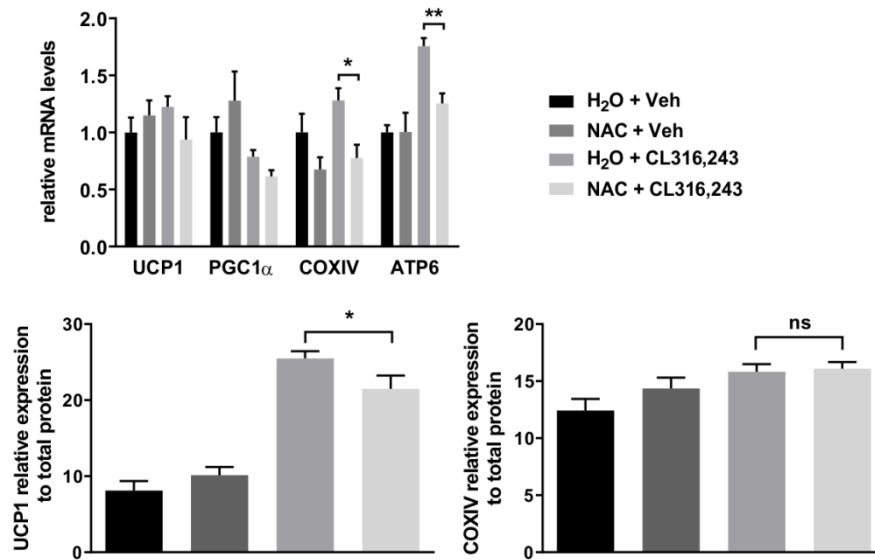 relative mRNA levels
2.0
1.5
1.0
0.5
0.0
*
**
UCP1 PGC1α COXIV ATP6
H₂O + Veh
NAC + Veh
H₂O + CL316,243
NAC + CL316,243
UCP1 relative expression
to total protein
30
20
10
0
*
COXIV relative expression
to total protein
20
15
10
5
0
ns